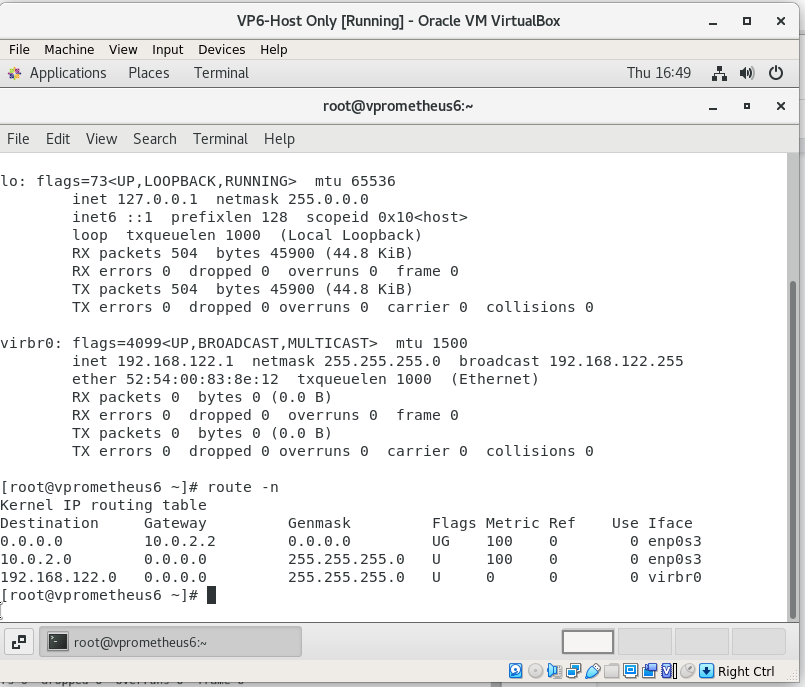 VP6-Host Only [Running] - Oracle VM VirtualBox
File Machine View Input Devices Help
Applications Places Terminal Thu 16:49
root@vprometheus6:~
File Edit View Search Terminal Help
lo: flags=73<UP,LOOPBACK,RUNNING>  mtu 65536
        inet 127.0.0.1  netmask 255.0.0.0
        inet6 ::1  prefixlen 128  scopeid 0x10<host>
        loop  txqueuelen 1000  (Local Loopback)
        RX packets 504  bytes 45900 (44.8 KiB)
        RX errors 0  dropped 0  overruns 0  frame 0
        TX packets 504  bytes 45900 (44.8 KiB)
        TX errors 0  dropped 0 overruns 0  carrier 0  collisions 0
virbr0: flags=4099<UP,BROADCAST,MULTICAST>  mtu 1500
        inet 192.168.122.1  netmask 255.255.255.0  broadcast 192.168.122.255
        ether 52:54:00:83:8e:12  txqueuelen 1000  (Ethernet)
        RX packets 0  bytes 0 (0.0 B)
        RX errors 0  dropped 0  overruns 0  frame 0
        TX packets 0  bytes 0 (0.0 B)
        TX errors 0  dropped 0 overruns 0  carrier 0  collisions 0
[root@vprometheus6 ~]# route -n
Kernel IP routing table
Destination     Gateway         Genmask         Flags Metric Ref    Use Iface
0.0.0.0         10.0.2.2        0.0.0.0         UG    100    0        0 enp0s3
10.0.2.0        0.0.0.0         255.255.255.0   U     100    0        0 enp0s3
192.168.122.0   0.0.0.0         255.255.255.0   U     0      0        0 virbr0
[root@vprometheus6 ~]#
root@vprometheus6:~
Right Ctrl